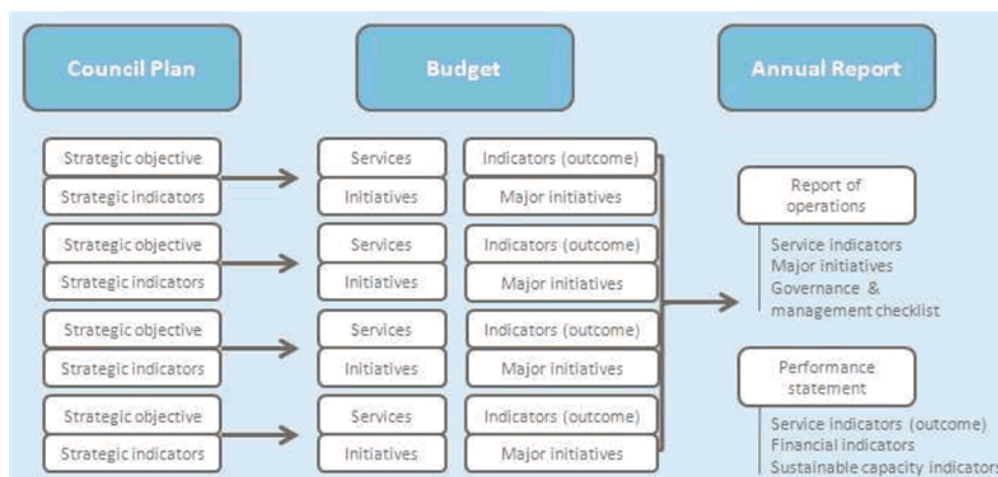 Council Plan
Budget
Annual Report
Strategic objective
Strategic indicators
Services
Initiatives
Indicators (outcome)
Major initiatives
Strategic objective
Strategic indicators
Services
Initiatives
Indicators (outcome)
Major initiatives
Strategic objective
Strategic indicators
Services
Initiatives
Indicators (outcome)
Major initiatives
Strategic objective
Strategic indicators
Services
Initiatives
Indicators (outcome)
Major initiatives
Report of
operations
Service indicators
Major initiatives
Governance &
management checklist
Performance
statement
Service indicators (outcome)
Financial indicators
Sustainable capacity indicators